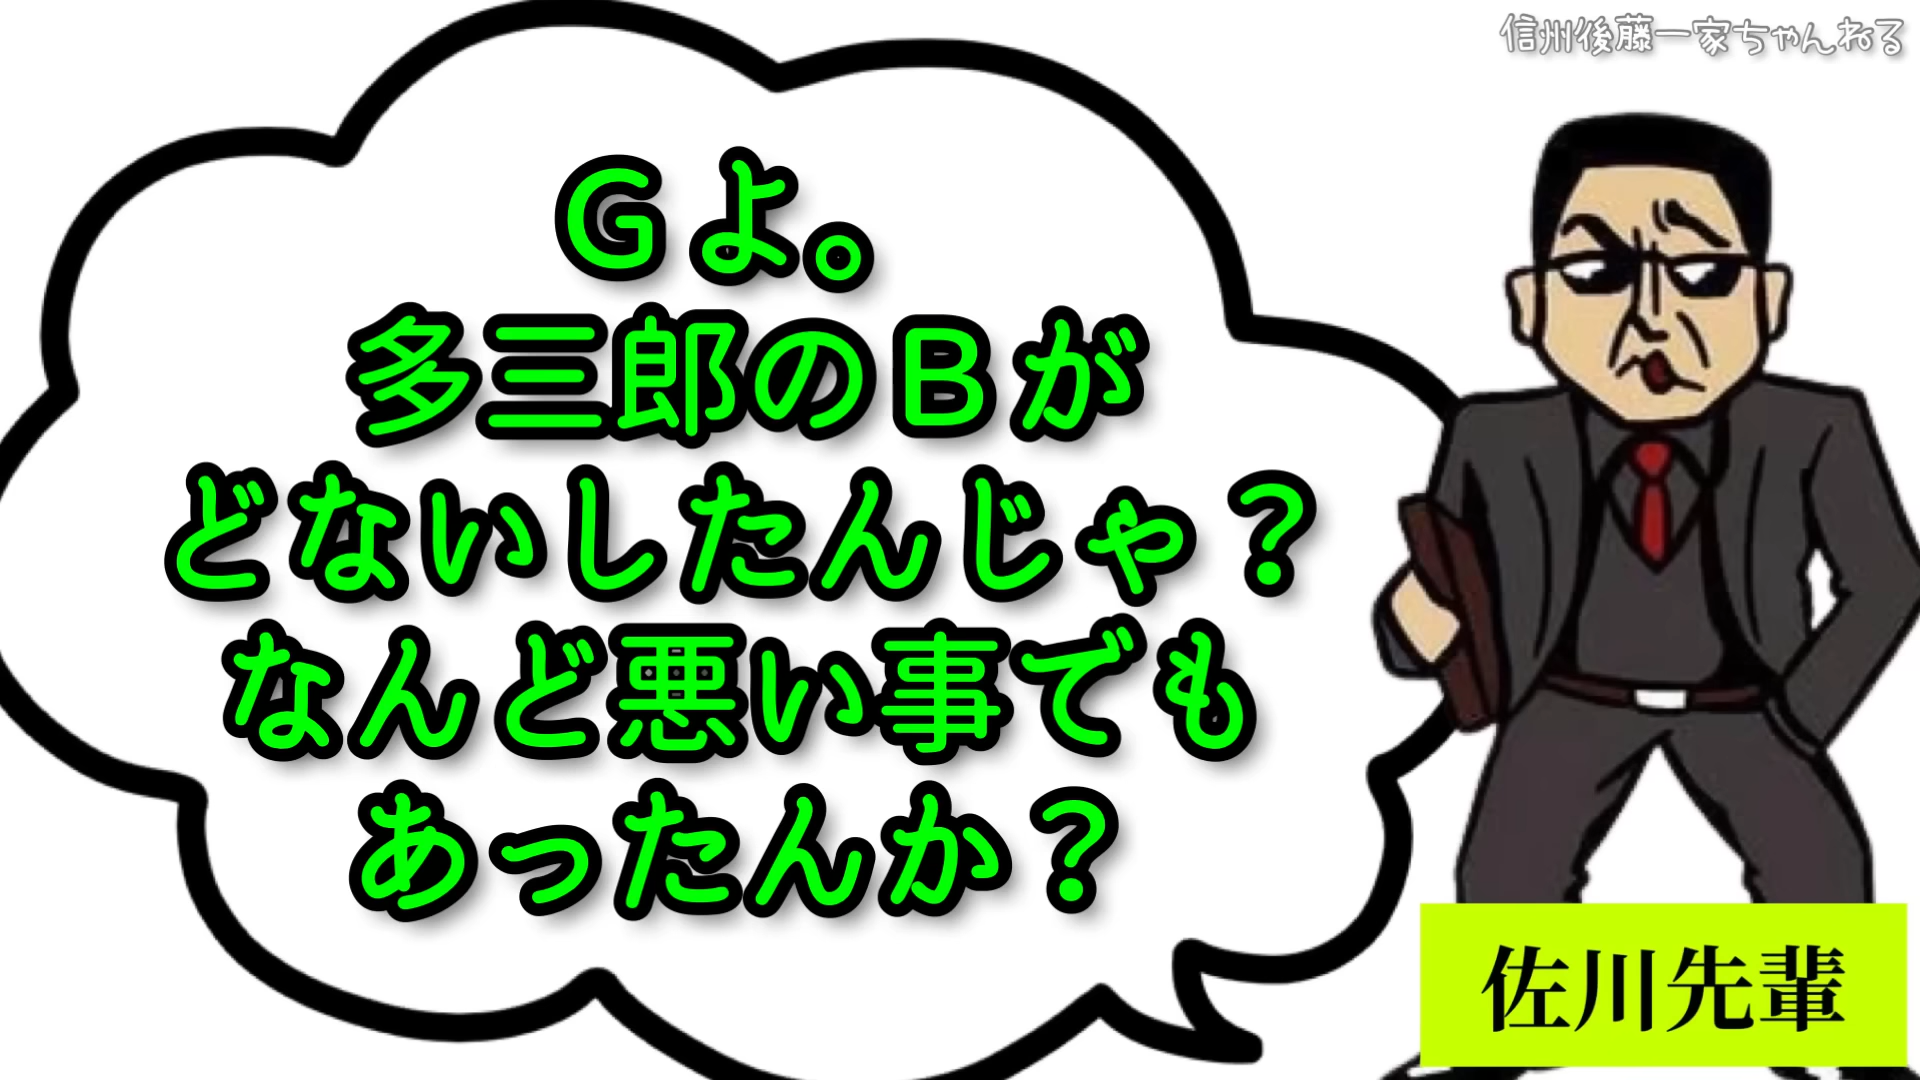 信州後藤一家ちゃんねる
Gよ。
多三郎のBが
どないしたんじゃ？
なんど悪い事でも
あったんか？
佐川先輩